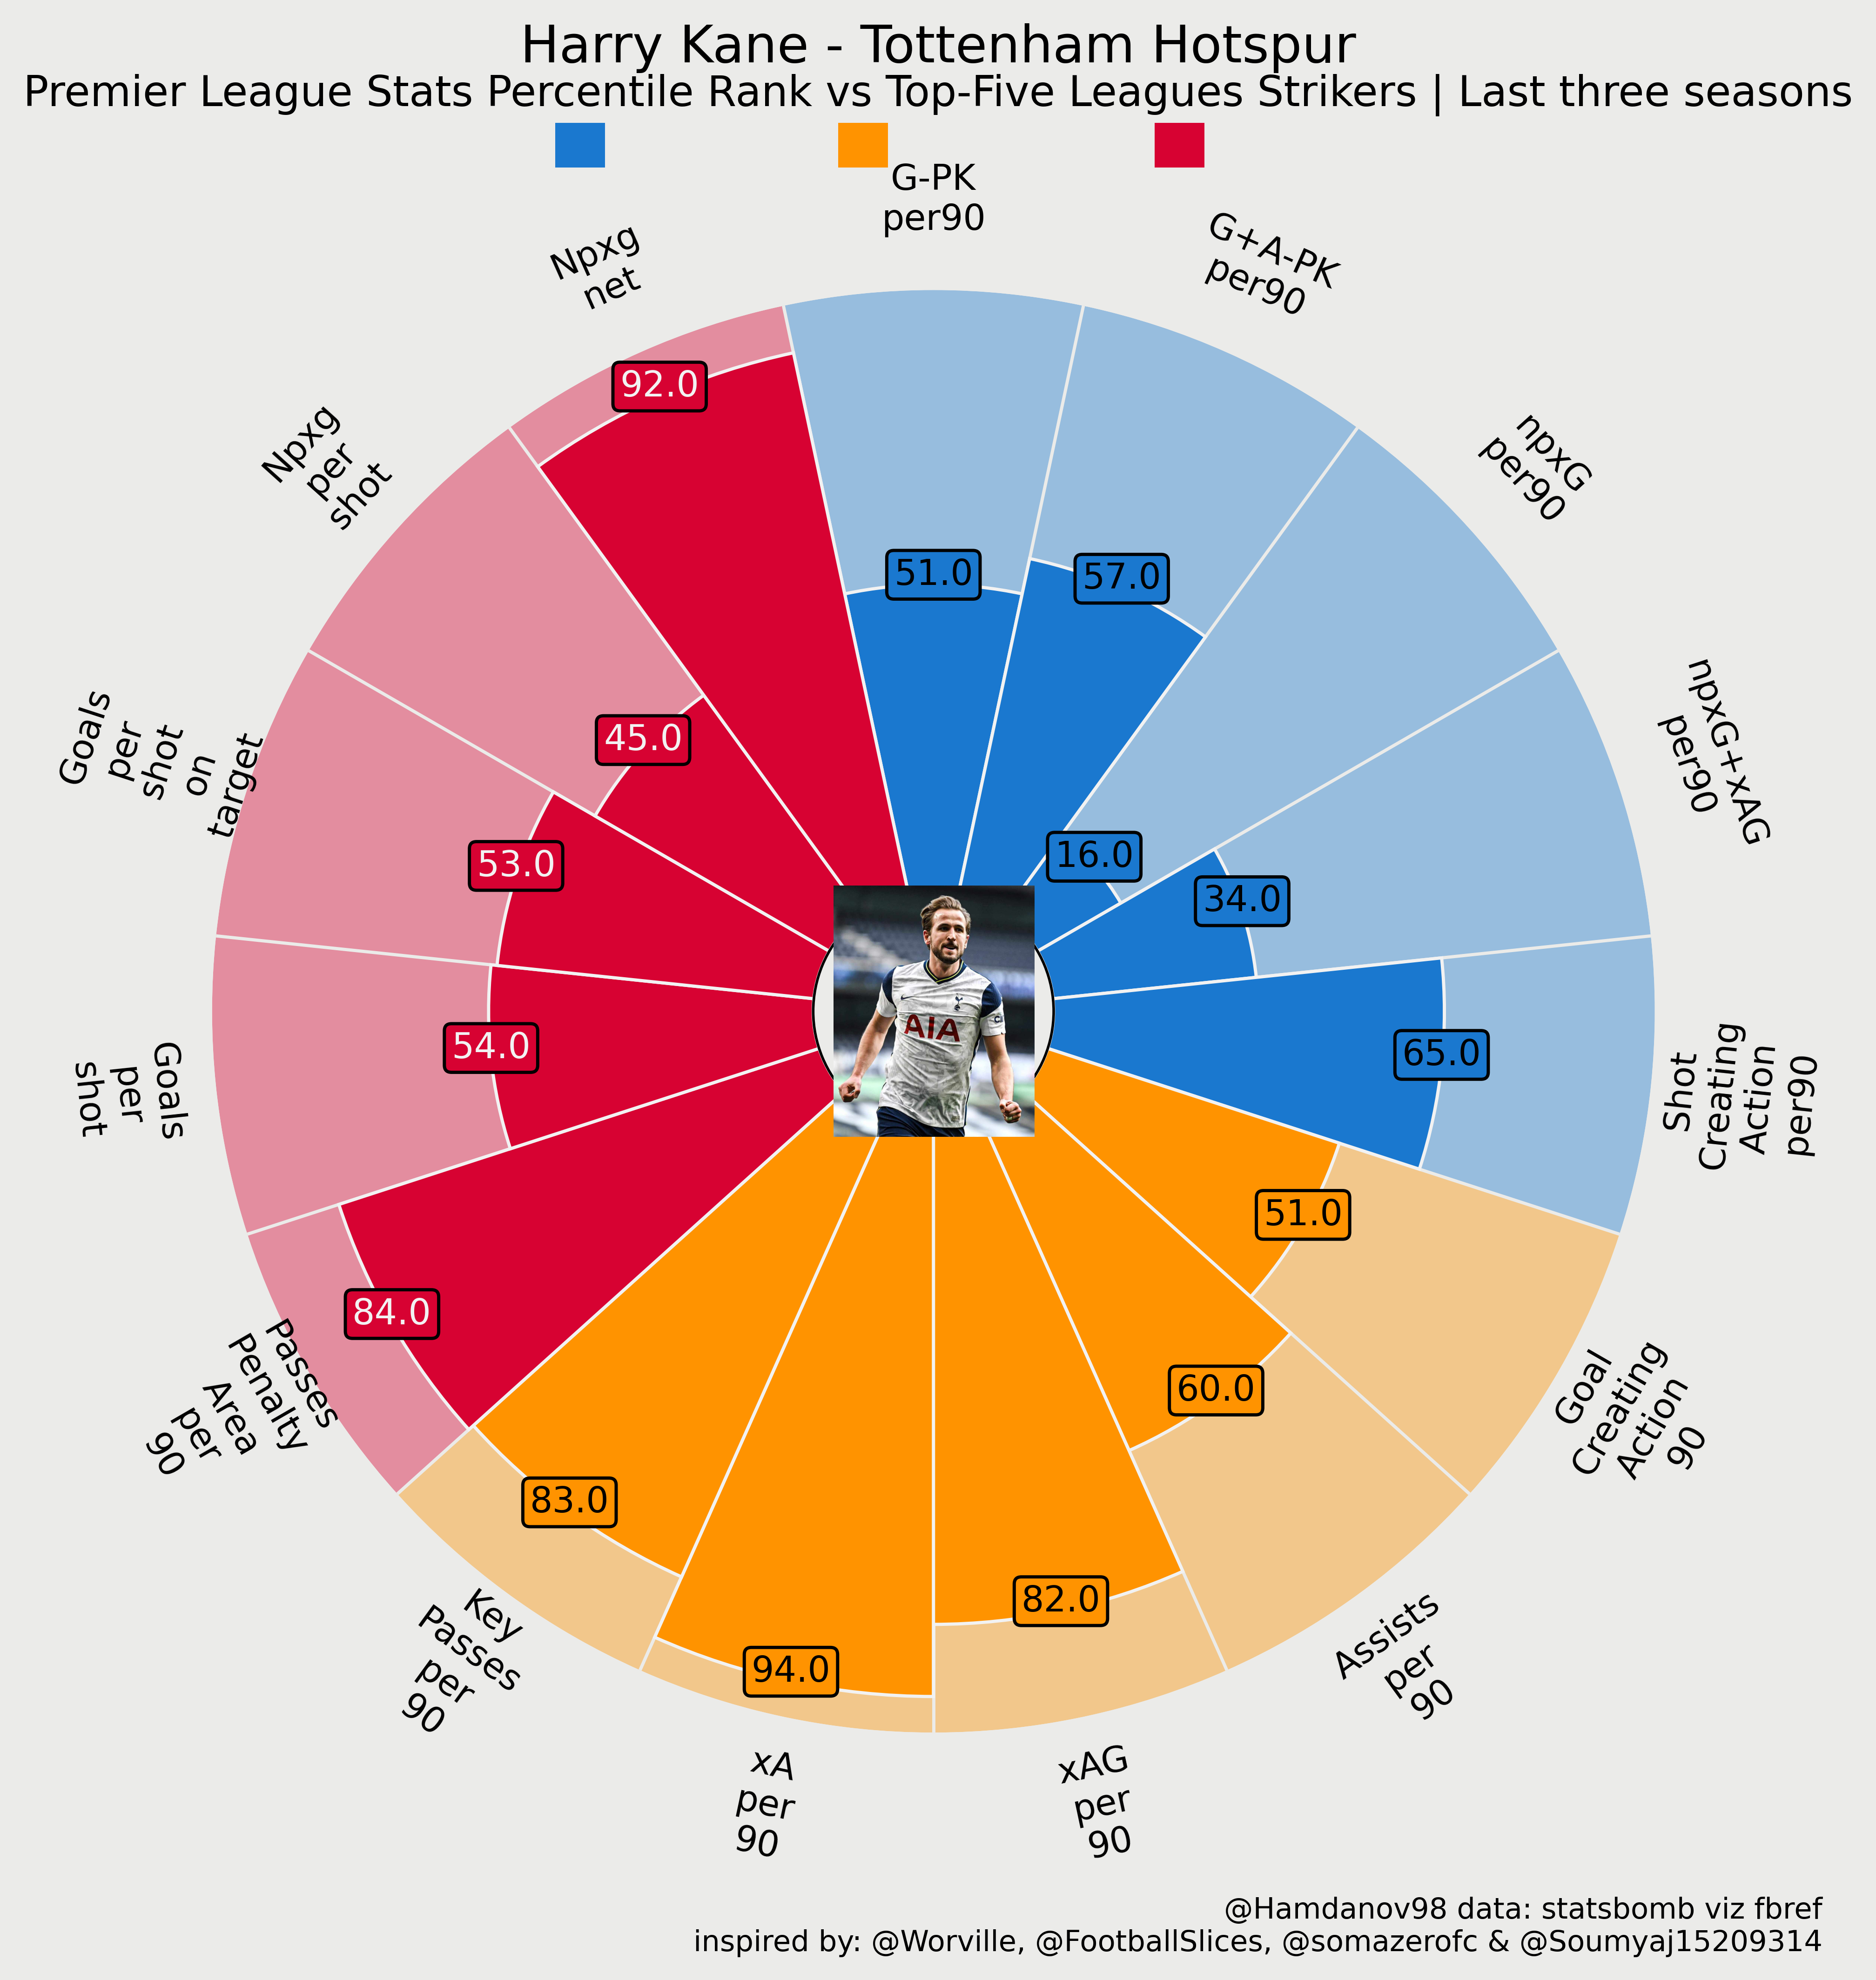 Harry Kane - Tottenham Hotspur
Premier League Stats Percentile Rank vs Top-Five Leagues Strikers | Last three seasons
G-PK
per90
G+A-PK
per90
npxG
per90
npxG+xAG
per90
Shot
Creating
Action
per90
Goal
Creating
Action
90
Assists
per
90
xAG
per
90
xA
per
90
Key
Passes
per
90
Passes
Penalty
Area
per
90
Goals
per
shot
Goals
per
shot
on
target
Npxg
per
shot
Npxg
net
51.0
57.0
16.0
34.0
65.0
51.0
60.0
82.0
94.0
83.0
84.0
54.0
53.0
45.0
92.0
AIA
@Hamdanov98 data: statsbomb viz fbref
inspired by: @Worville, @FootballSlices, @somazerofc & @Soumyaj15209314